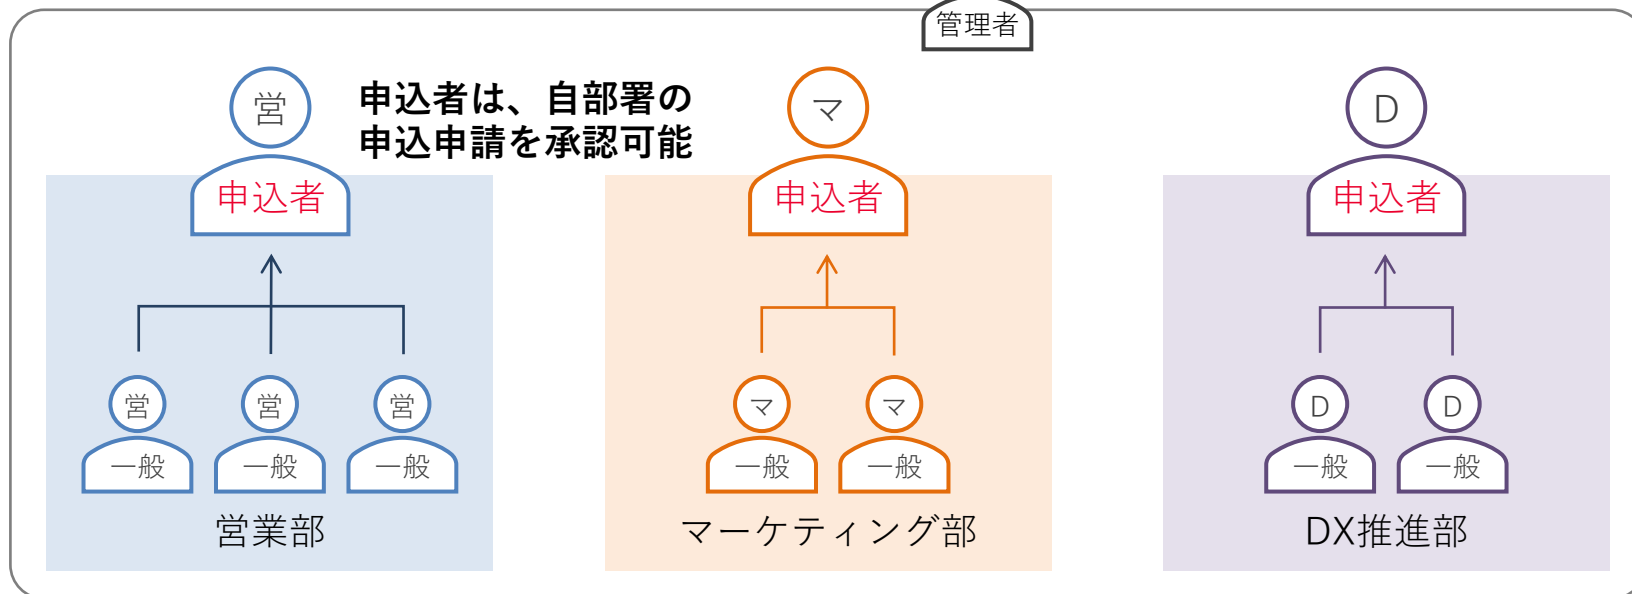 管理者
営
申込者は、自部署の
申込申請を承認可能
マ
D
申込者
申込者
申込者
営
営
営
マ
マ
D
D
一般
一般
一般
一般
一般
一般
一般
営業部
マーケティング部
DX推進部